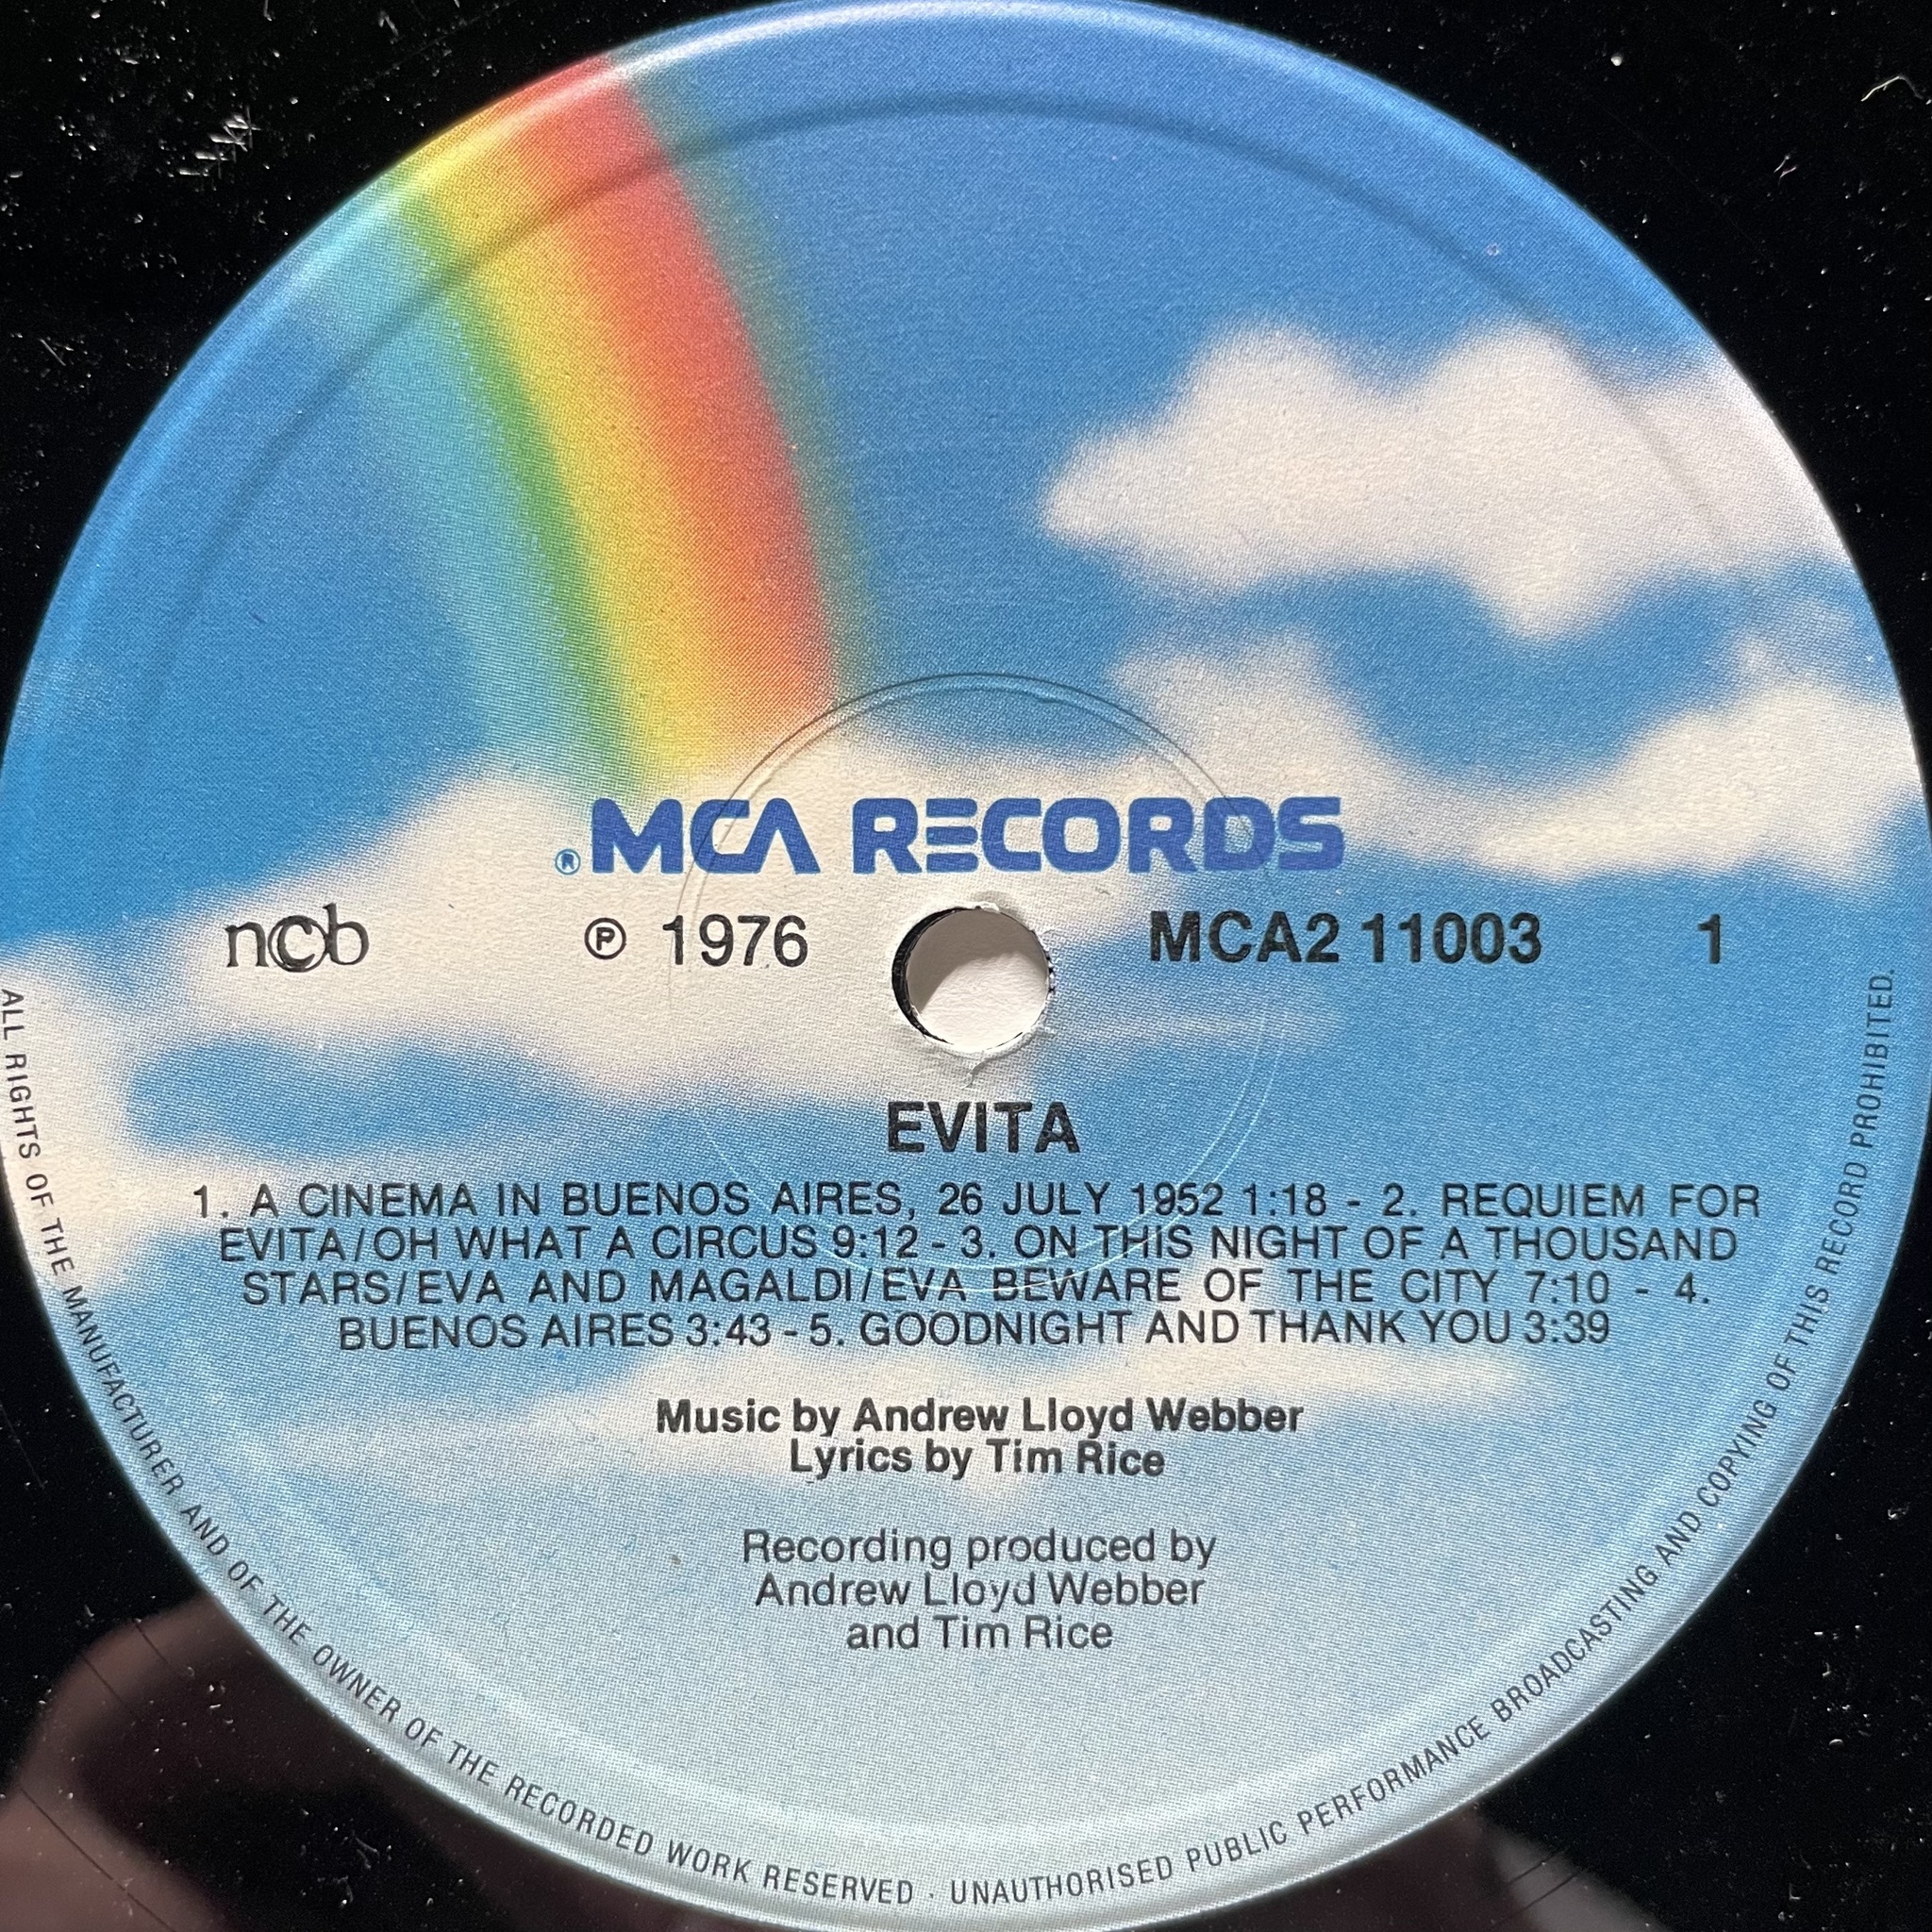 ® MCA RECORDS
ncb ℗ 1976 MCA2 11003 1
EVITA
1. A CINEMA IN BUENOS AIRES, 26 JULY 1952 1:18 - 2. REQUIEM FOR
EVITA/OH WHAT A CIRCUS 9:12 - 3. ON THIS NIGHT OF A THOUSAND
STARS/EVA AND MAGALDI/EVA BEWARE OF THE CITY 7:10 - 4.
BUENOS AIRES 3:43 - 5. GOODNIGHT AND THANK YOU 3:39
Music by Andrew Lloyd Webber
Lyrics by Tim Rice
Recording produced by
Andrew Lloyd Webber
and Tim Rice
ALL RIGHTS OF THE MANUFACTURER AND OF THE OWNER OF THE RECORDED WORK RESERVED · UNAUTHORISED PUBLIC PERFORMANCE BROADCASTING AND COPYING OF THIS RECORD PROHIBITED.